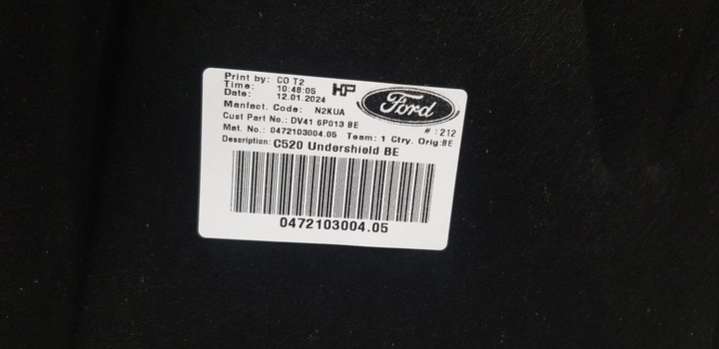 Print by: CO T2
Time: 10:48:05
Date: 12.01.2024
HP
Ford
Manfact. Code: N2KUA
Cust Part No.: DV41 6P013 BE
#: 212
Mat. No.: 0472103004.05 Team: 1 Ctry. Orig:BE
Description: C520 Undershield BE
0472103004.05